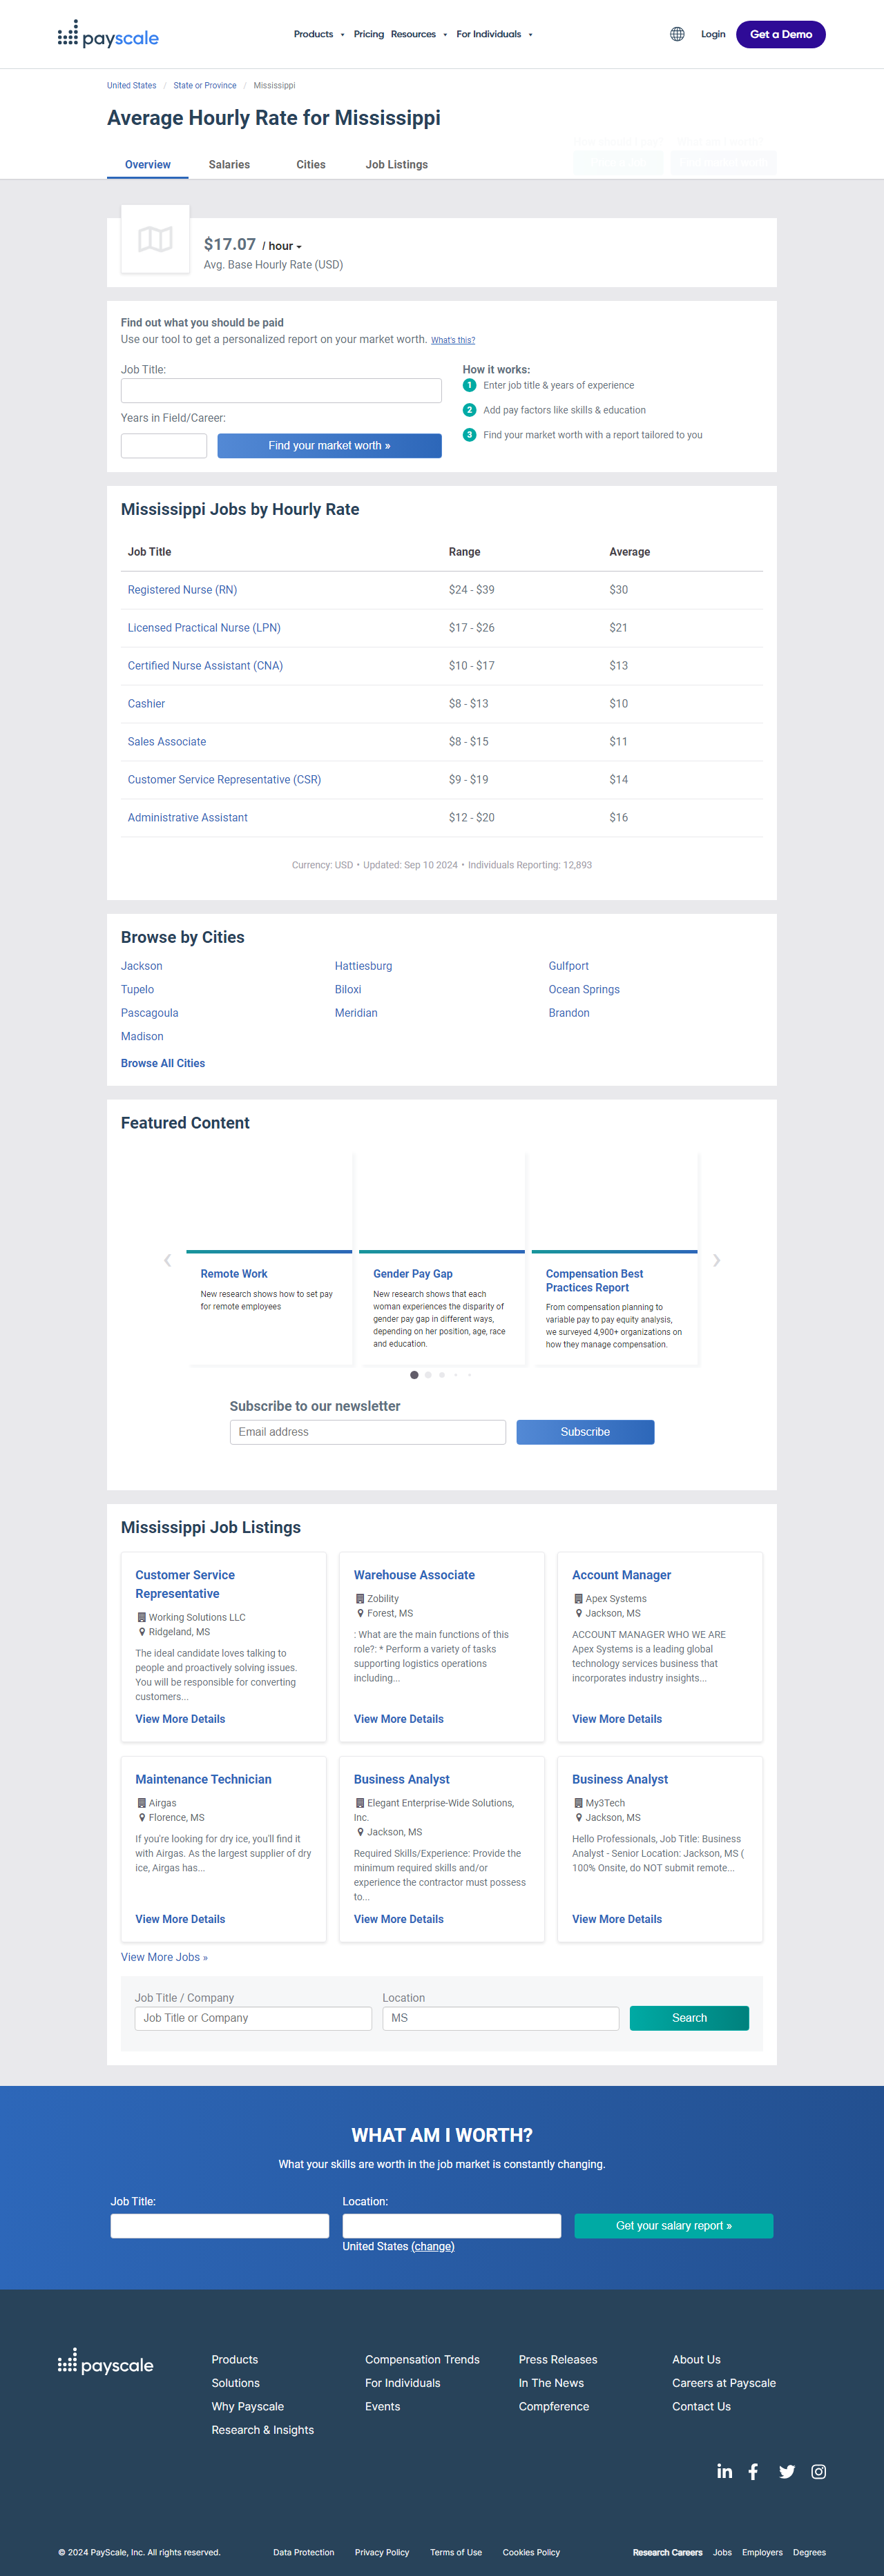 payscale
Products Pricing Resources For Individuals
Login
Get a Demo
United States / State or Province / Mississippi
Average Hourly Rate for Mississippi
Overview Salaries Cities Job Listings
$17.07 / hour
Avg. Base Hourly Rate (USD)
Find out what you should be paid
Use our tool to get a personalized report on your market worth. What's this?
Job Title:
Years in Field/Career:
Find your market worth »
How it works:
1 Enter job title & years of experience
2 Add pay factors like skills & education
3 Find your market worth with a report tailored to you
Mississippi Jobs by Hourly Rate
Job Title Range Average
Registered Nurse (RN) $24 - $39 $30
Licensed Practical Nurse (LPN) $17 - $26 $21
Certified Nurse Assistant (CNA) $10 - $17 $13
Cashier $8 - $13 $10
Sales Associate $8 - $15 $11
Customer Service Representative (CSR) $9 - $19 $14
Administrative Assistant $12 - $20 $16
Currency: USD • Updated: Sep 10 2024 • Individuals Reporting: 12,893
Browse by Cities
Jackson Hattiesburg Gulfport
Tupelo Biloxi Ocean Springs
Pascagoula Meridian Brandon
Madison
Browse All Cities
Featured Content
Remote Work
New research shows how to set pay
for remote employees
Gender Pay Gap
New research shows that each
woman experiences the disparity of
gender pay gap in different ways,
depending on her position, age, race
and education.
Compensation Best
Practices Report
From compensation planning to
variable pay to pay equity analysis,
we surveyed 4,900+ organizations on
how they manage compensation.
Subscribe to our newsletter
Email address
Subscribe
Mississippi Job Listings
Customer Service
Representative
Working Solutions LLC
Ridgeland, MS
The ideal candidate loves talking to
people and proactively solving issues.
You will be responsible for converting
customers...
View More Details
Warehouse Associate
Zobility
Forest, MS
: What are the main functions of this
role?: * Perform a variety of tasks
supporting logistics operations
including...
View More Details
Account Manager
Apex Systems
Jackson, MS
ACCOUNT MANAGER WHO WE ARE
Apex Systems is a leading global
technology services business that
incorporates industry insights...
View More Details
Maintenance Technician
Airgas
Florence, MS
If you're looking for dry ice, you'll find it
with Airgas. As the largest supplier of dry
ice, Airgas has...
View More Details
Business Analyst
Elegant Enterprise-Wide Solutions,
Inc.
Jackson, MS
Required Skills/Experience: Provide the
minimum required skills and/or
experience the contractor must possess
to...
View More Details
Business Analyst
My3Tech
Jackson, MS
Hello Professionals, Job Title: Business
Analyst - Senior Location: Jackson, MS (
100% Onsite, do NOT submit remote...
View More Details
View More Jobs »
Job Title / Company Location
Job Title or Company MS Search
WHAT AM I WORTH?
What your skills are worth in the job market is constantly changing.
Job Title: Location:
Get your salary report »
United States (change)
payscale
Products Compensation Trends Press Releases About Us
Solutions For Individuals In The News Careers at Payscale
Why Payscale Events Compference Contact Us
Research & Insights
© 2024 PayScale, Inc. All rights reserved. Data Protection Privacy Policy Terms of Use Cookies Policy Research Careers Jobs Employers Degrees